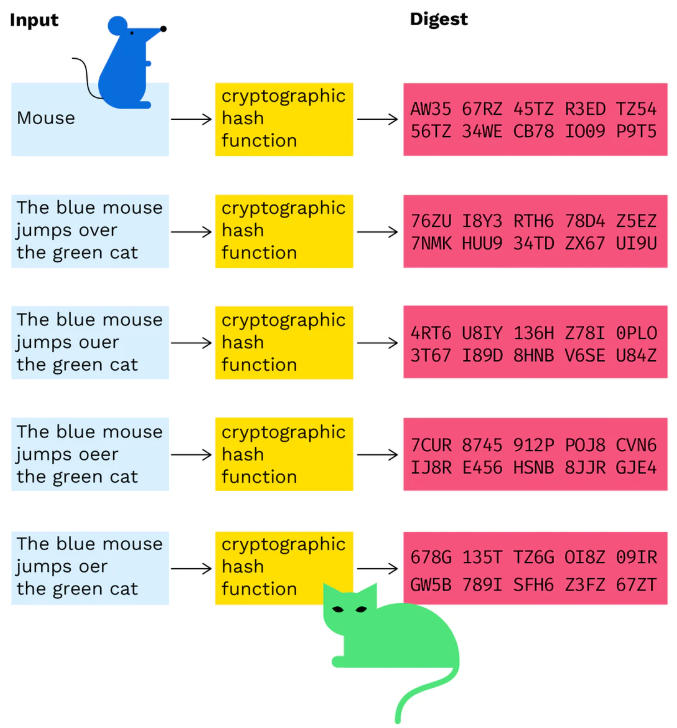 Input
Digest
Mouse
cryptographic
hash
function
AW35 67RZ 45TZ R3ED TZ54
56TZ 34WE CB78 IO09 P9T5
The blue mouse
jumps over
the green cat
cryptographic
hash
function
76ZU I8Y3 RTH6 78D4 Z5EZ
7NMK HUU9 34TD ZX67 UI9U
The blue mouse
jumps ouer
the green cat
cryptographic
hash
function
4RT6 U8IY 136H Z78I 0PLO
3T67 I89D 8HNB V6SE U84Z
The blue mouse
jumps oeer
the green cat
cryptographic
hash
function
7CUR 8745 912P POJ8 CVN6
IJ8R E456 HSNB 8JJR GJE4
The blue mouse
jumps oer
the green cat
cryptographic
hash
function
678G 135T TZ6G OI8Z 09IR
GW5B 789I SFH6 Z3FZ 67ZT